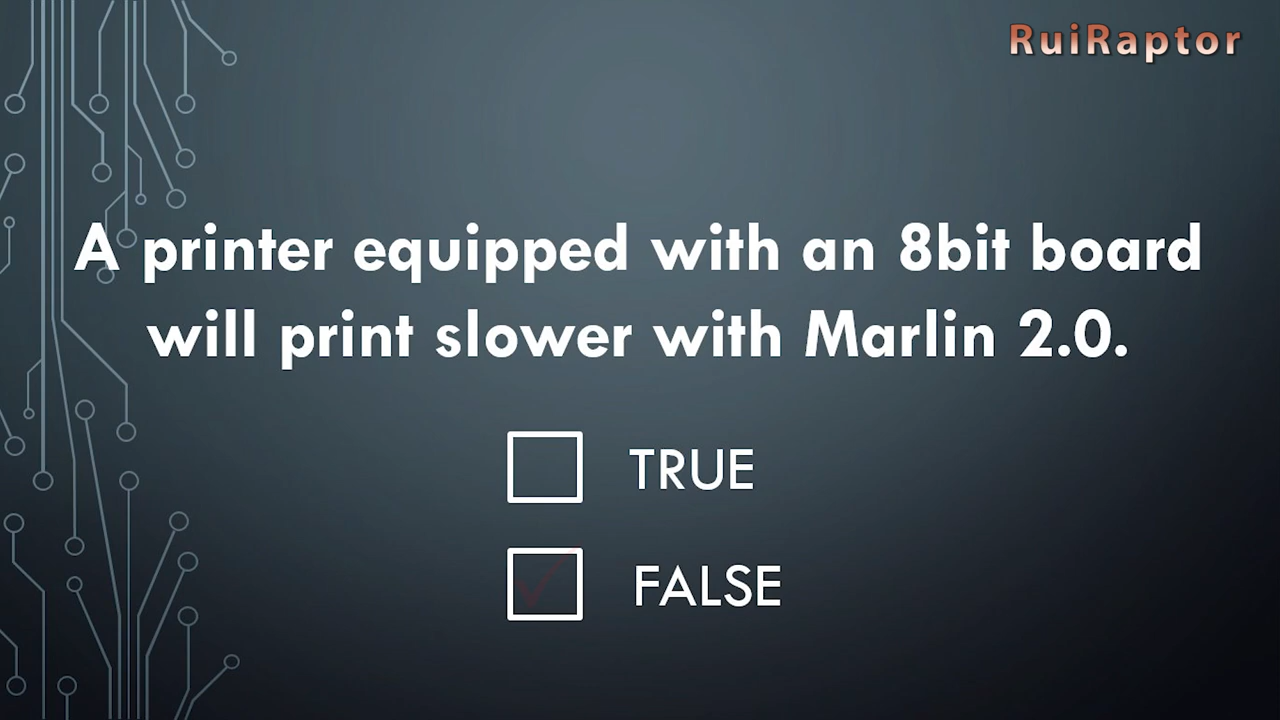 RuiRaptor
A printer equipped with an 8bit board
will print slower with Marlin 2.0.
TRUE
FALSE